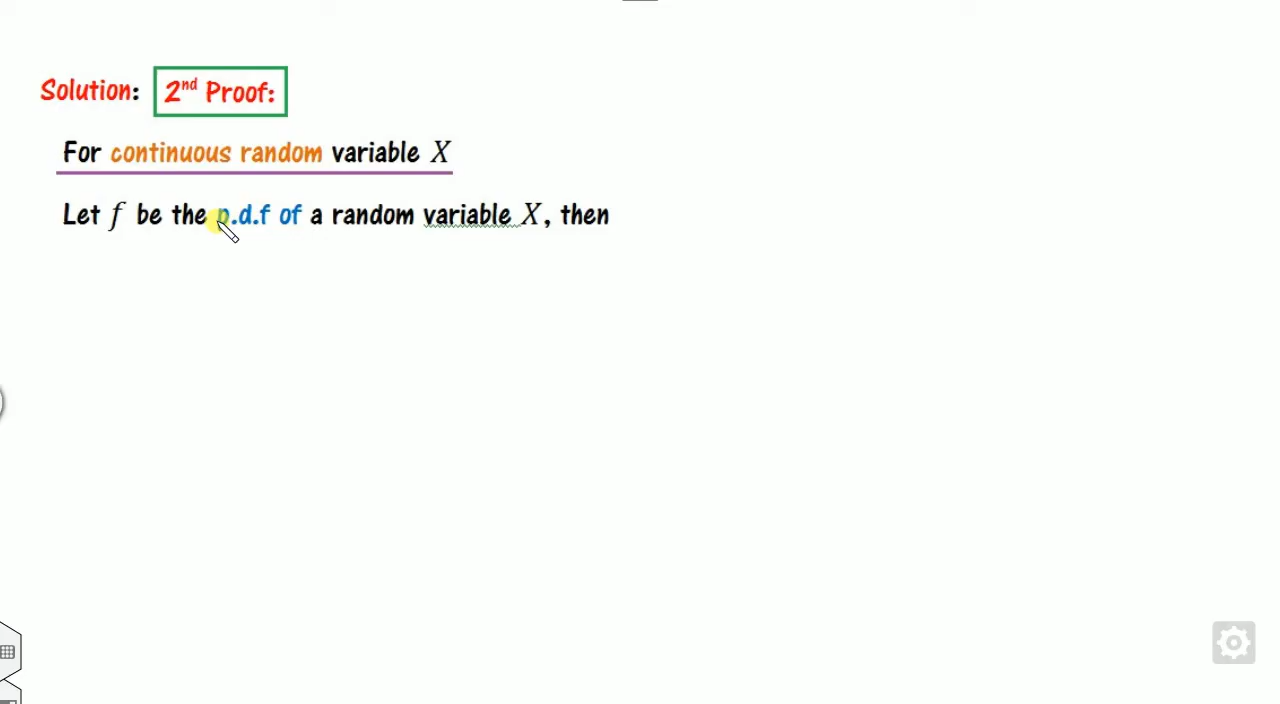 Solution: 2nd Proof:
For continuous random variable X
Let f be the p.d.f of a random variable X, then